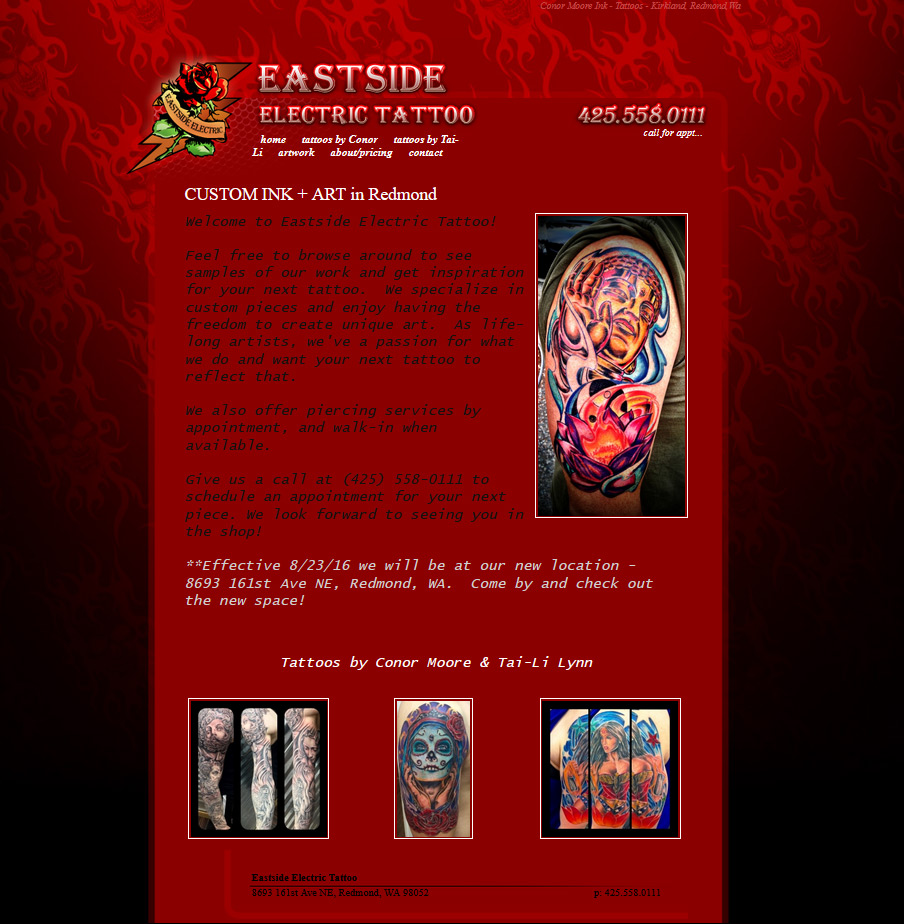 Conor Moore Ink - Tattoos - Kirkland, Redmond Wa
EASTSIDE
ELECTRIC TATTOO
EASTSIDE ELECTRIC
425.558.0111
call for appt...
home tattoos by Conor tattoos by Tai-
Li artwork about/pricing contact
CUSTOM INK + ART in Redmond
Welcome to Eastside Electric Tattoo!
Feel free to browse around to see
samples of our work and get inspiration
for your next tattoo. We specialize in
custom pieces and enjoy having the
freedom to create unique art. As life-
long artists, we've a passion for what
we do and want your next tattoo to
reflect that.
We also offer piercing services by
appointment, and walk-in when
available.
Give us a call at (425) 558-0111 to
schedule an appointment for your next
piece. We look forward to seeing you in
the shop!
**Effective 8/23/16 we will be at our new location -
8693 161st Ave NE, Redmond, WA. Come by and check out
the new space!
Tattoos by Conor Moore & Tai-Li Lynn
Eastside Electric Tattoo
8693 161st Ave NE, Redmond, WA 98052
p: 425.558.0111